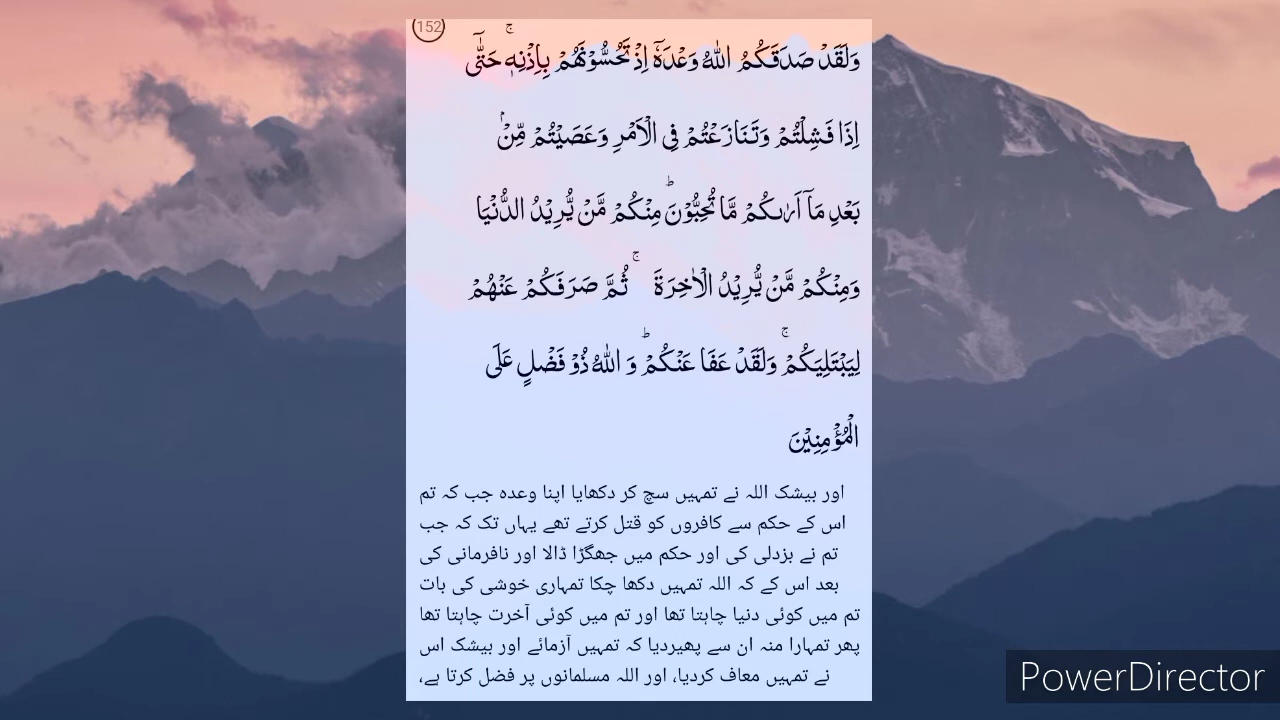 152
وَلَقَدْ صَدَقَكُمُ اللّٰهُ وَعْدَهٗۤ اِذْ تَحُسُّوْنَهُمْ بِاِذْنِهٖ ۚ حَتّٰۤی
اِذَا فَشِلْتُمْ وَتَنَازَعْتُمْ فِی الْاَمْرِ وَعَصَیْتُمْ مِّنْۢ
بَعْدِ مَاۤ اَرٰىكُمْ مَّا تُحِبُّوْنَ ؕ مِنْكُمْ مَّنْ یُّرِیْدُ الدُّنْیَا
وَمِنْكُمْ مَّنْ یُّرِیْدُ الْاٰخِرَةَ ۚ ثُمَّ صَرَفَكُمْ عَنْهُمْ
لِیَبْتَلِیَكُمْ ۚ وَلَقَدْ عَفَا عَنْكُمْ ؕ وَ اللّٰهُ ذُوْ فَضْلٍ عَلَی
الْمُؤْمِنِیْنَ
اور بیشک اللہ نے تمہیں سچ کر دکھایا اپنا وعدہ جب کہ تم
اس کے حکم سے کافروں کو قتل کرتے تھے یہاں تک کہ جب
تم نے بزدلی کی اور حکم میں جھگڑا ڈالا اور نافرمانی کی
بعد اس کے کہ اللہ تمہیں دکھا چکا تمہاری خوشی کی بات
تم میں کوئی دنیا چاہتا تھا اور تم میں کوئی آخرت چاہتا تھا
پھر تمہارا منہ ان سے پھیردیا کہ تمہیں آزمائے اور بیشک اس
نے تمہیں معاف کردیا، اور اللہ مسلمانوں پر فضل کرتا ہے،
PowerDirector